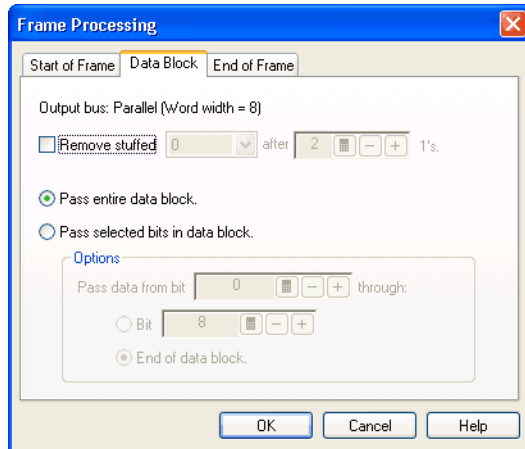 Frame Processing
Start of Frame Data Block End of Frame
Output bus: Parallel (Word width = 8)
Remove stuffed 0 after 2 1's.
Pass entire data block.
Pass selected bits in data block.
Options
Pass data from bit 0 through:
Bit 8
End of data block.
OK Cancel Help